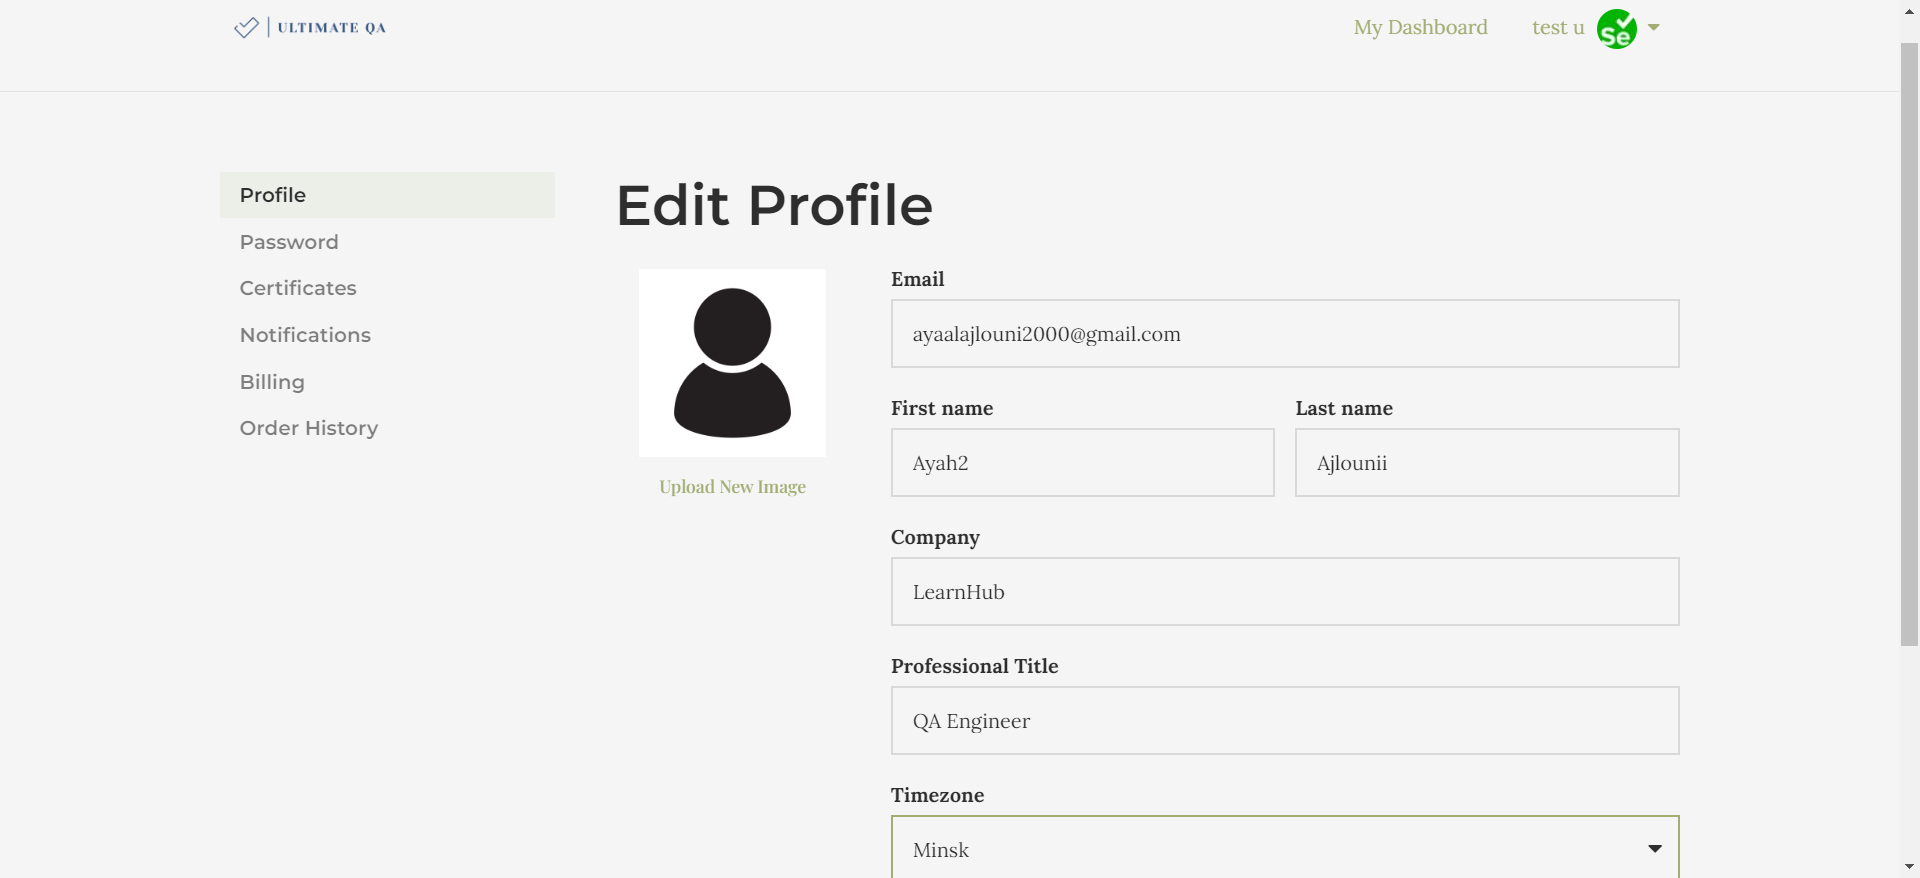 ULTIMATE QA
My Dashboard
test u
Se
Profile
Password
Certificates
Notifications
Billing
Order History
Edit Profile
Upload New Image
Email
ayaalajlouni2000@gmail.com
First name
Last name
Ayah2
Ajlounii
Company
LearnHub
Professional Title
QA Engineer
Timezone
Minsk